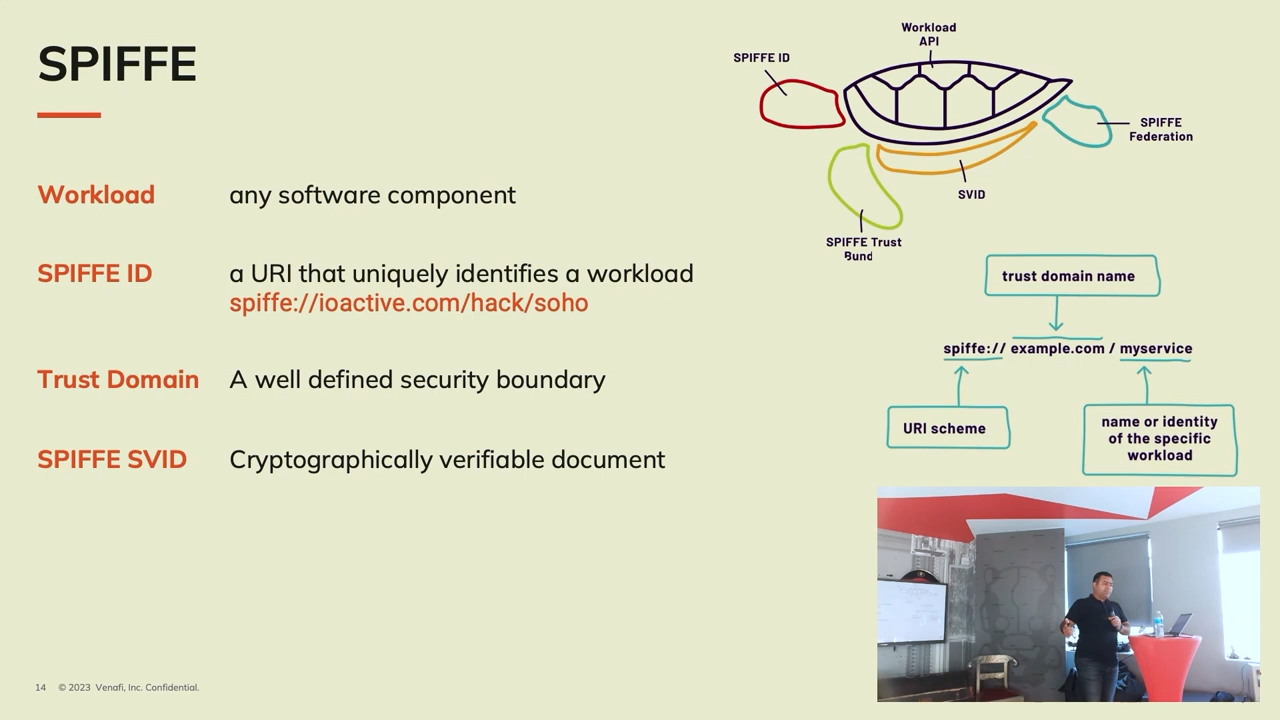 SPIFFE
Workload any software component
SPIFFE ID a URI that uniquely identifies a workload
spiffe://ioactive.com/hack/soho
Trust Domain A well defined security boundary
SPIFFE SVID Cryptographically verifiable document
Workload
API
SPIFFE ID
SPIFFE
Federation
SVID
SPIFFE Trust
Bund
trust domain name
spiffe:// example.com / myservice
URI scheme
name or identity
of the specific
workload
14 © 2023 Venafi, Inc. Confidential.